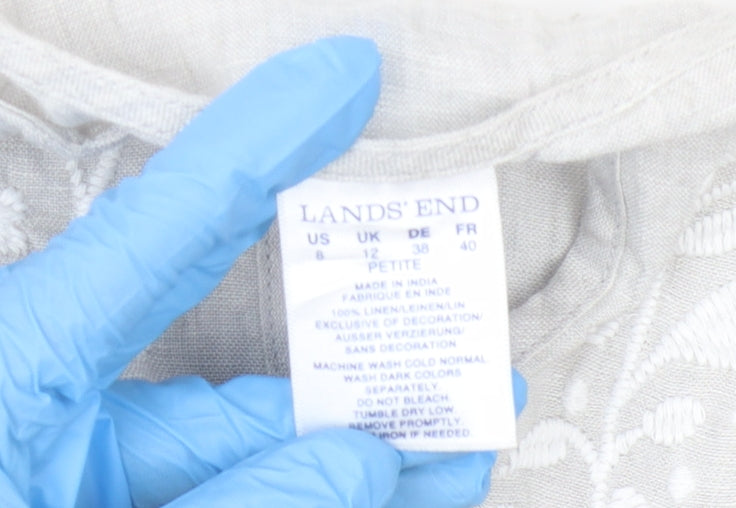 LANDS' END
US UK DE FR
8 12 38 40
PETITE
MADE IN INDIA
FABRIQUE EN INDE
100% LINEN/LEINEN/LIN
EXCLUSIVE OF DECORATION/
AUSSER VERZIERUNG/
SANS DECORATION
MACHINE WASH COLD NORMAL.
WASH DARK COLORS
SEPARATELY.
DO NOT BLEACH.
TUMBLE DRY LOW.
REMOVE PROMPTLY.
IRON IF NEEDED.